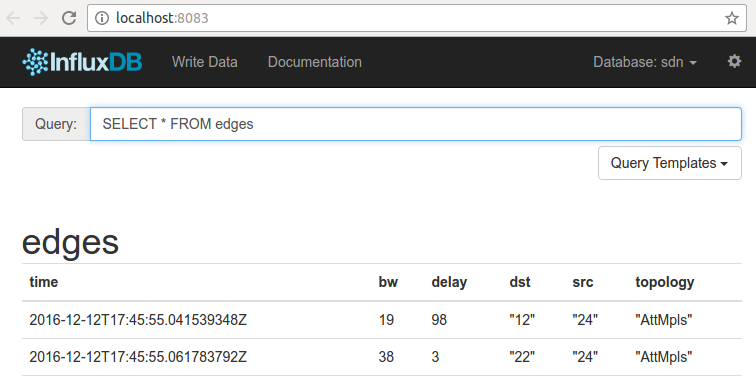 localhost:8083
InfluxDB Write Data Documentation Database: sdn
Query: SELECT * FROM edges
Query Templates
edges
time bw delay dst src topology
2016-12-12T17:45:55.041539348Z 19 98 "12" "24" "AttMpls"
2016-12-12T17:45:55.061783792Z 38 3 "22" "24" "AttMpls"